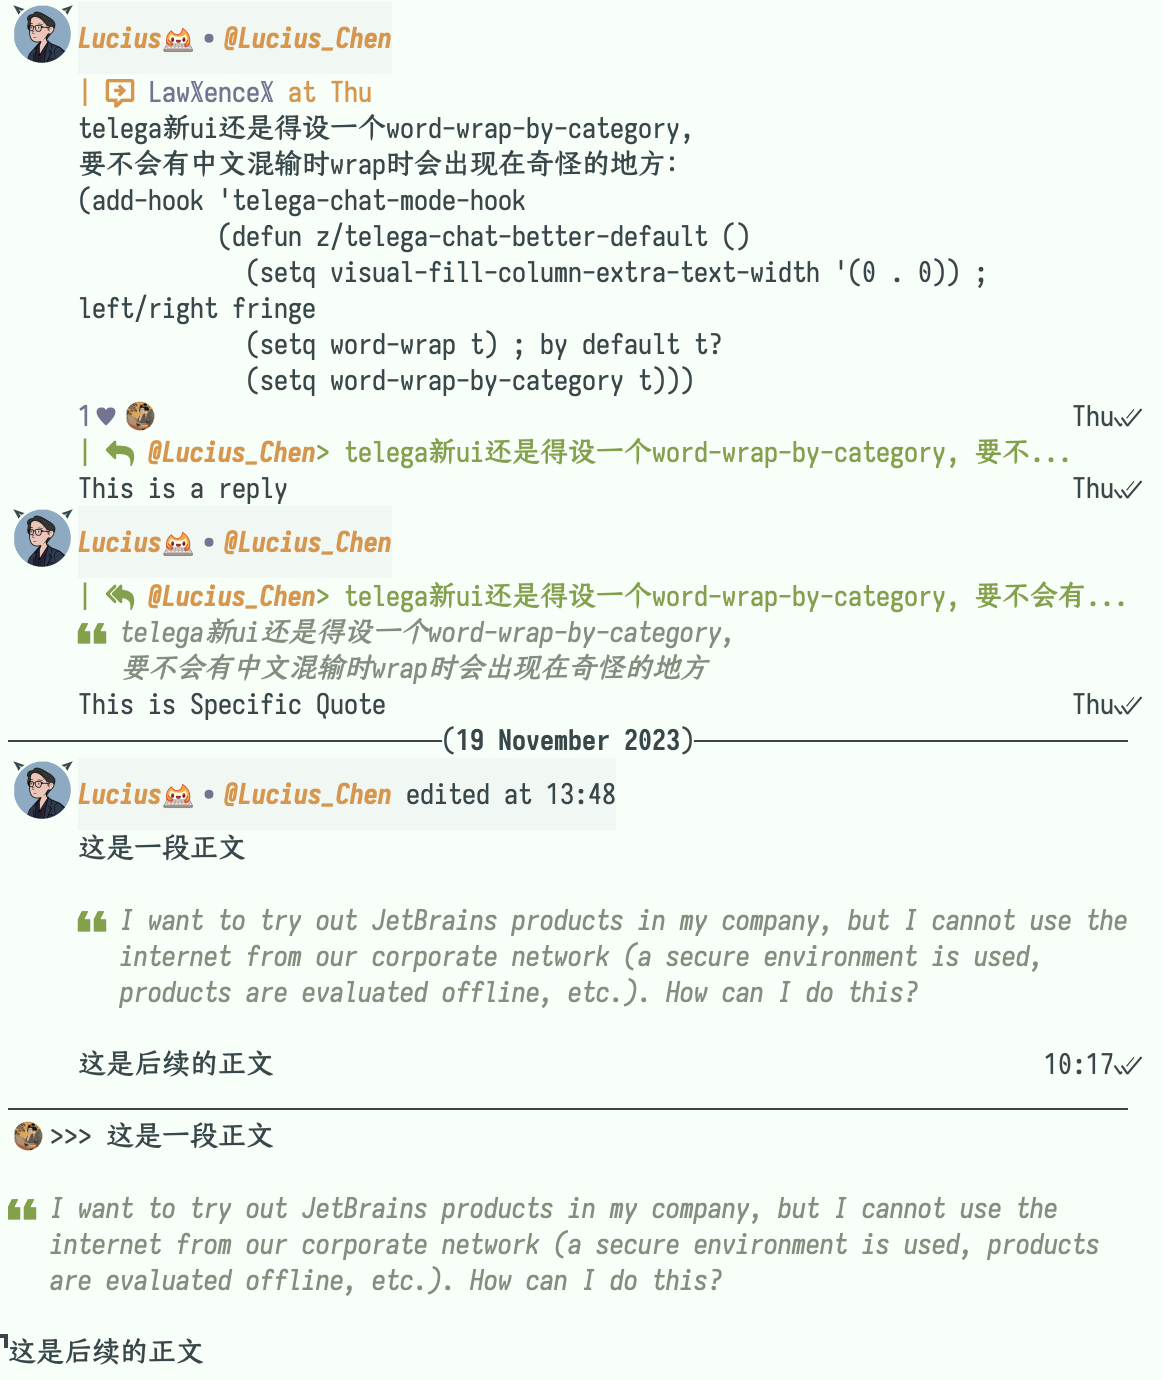 Lucius • @Lucius_Chen
| LawXenceX at Thu
telega新ui还是得设一个word-wrap-by-category,
要不会有中文混输时wrap时会出现在奇怪的地方:
(add-hook 'telega-chat-mode-hook
(defun z/telega-chat-better-default ()
(setq visual-fill-column-extra-text-width '(0 . 0)) ;
left/right fringe
(setq word-wrap t) ; by default t?
(setq word-wrap-by-category t)))
1♥ Thu✓✓
| @Lucius_Chen> telega新ui还是得设一个word-wrap-by-category, 要不...
This is a reply Thu✓✓
Lucius • @Lucius_Chen
| @Lucius_Chen> telega新ui还是得设一个word-wrap-by-category, 要不会有...
telega新ui还是得设一个word-wrap-by-category,
要不会有中文混输时wrap时会出现在奇怪的地方
This is Specific Quote Thu✓✓
(19 November 2023)
Lucius • @Lucius_Chen edited at 13:48
这是一段正文
I want to try out JetBrains products in my company, but I cannot use the
internet from our corporate network (a secure environment is used,
products are evaluated offline, etc.). How can I do this?
这是后续的正文 10:17✓✓
>>> 这是一段正文
I want to try out JetBrains products in my company, but I cannot use the
internet from our corporate network (a secure environment is used, products
are evaluated offline, etc.). How can I do this?
这是后续的正文